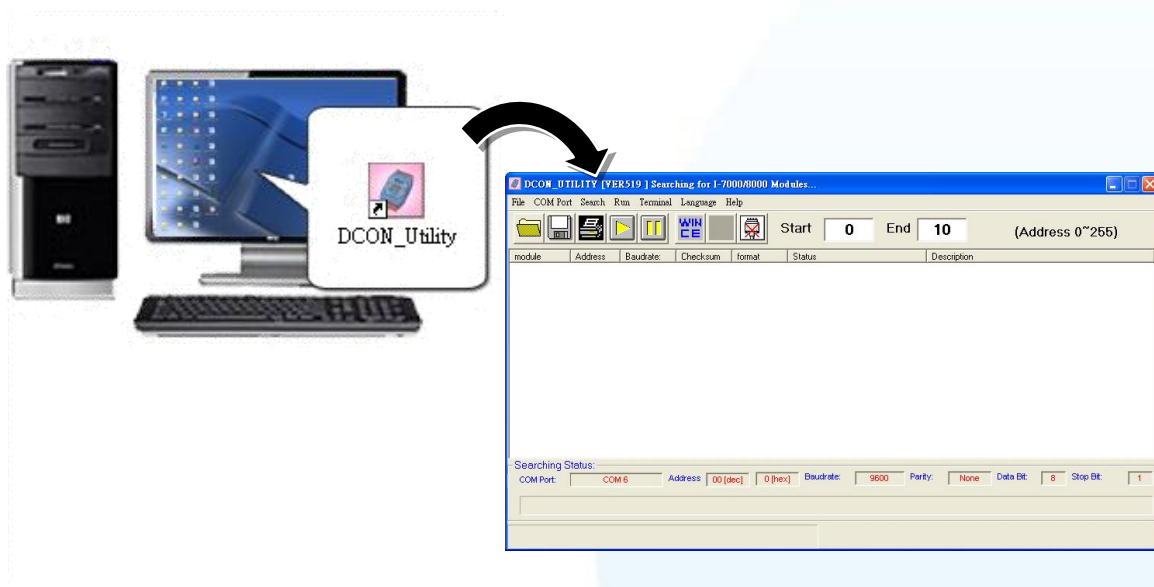 DCON_Utility
DCON_UTILITY [VER519 ] Searching for I-7000/8000 Modules...
File COM Port Search Run Terminal Language Help
WIN CE Start 0 End 10 (Address 0~255)
module Address Baudrate: Checksum format Status Description
Searching Status:
COM Port: COM 6 Address 00 [dec] 0 [hex] Baudrate: 9600 Parity: None Data Bit: 8 Stop Bit: 1